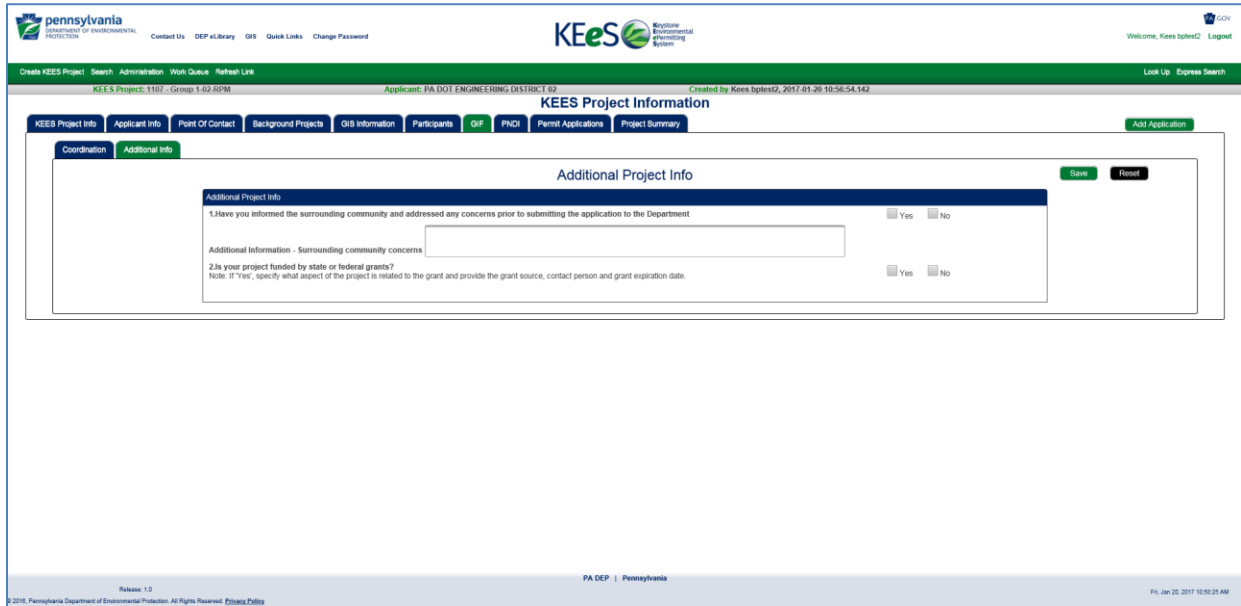 pennsylvania
DEPARTMENT OF ENVIRONMENTAL
PROTECTION
Contact Us DEP eLibrary GIS Quick Links Change Password
KEeS Keystone Environmental ePermitting System
PA GOV
Welcome, Kees bptest2 Logout
Create KEES Project Search Administration Work Queue Refresh Link Look Up Express Search
KEES Project: 1107 - Group 1-02-RPM Applicant: PA DOT ENGINEERING DISTRICT 02 Created by Kees bptest2, 2017-01-20 10:56:54.142
KEES Project Information
KEES Project Info Applicant Info Point Of Contact Background Projects GIS Information Participants GIF PNDI Permit Applications Project Summary Add Application
Coordination Additional Info
Additional Project Info Save Reset
Additional Project Info
1.Have you informed the surrounding community and addressed any concerns prior to submitting the application to the Department Yes No
Additional Information - Surrounding community concerns
2.Is your project funded by state or federal grants?
Note: If 'Yes', specify what aspect of the project is related to the grant and provide the grant source, contact person and grant expiration date. Yes No
PA DEP | Pennsylvania
Release: 1.0
© 2016, Pennsylvania Department of Environmental Protection. All Rights Reserved. Privacy Policy
Fri, Jan 20, 2017 10:59:25 AM